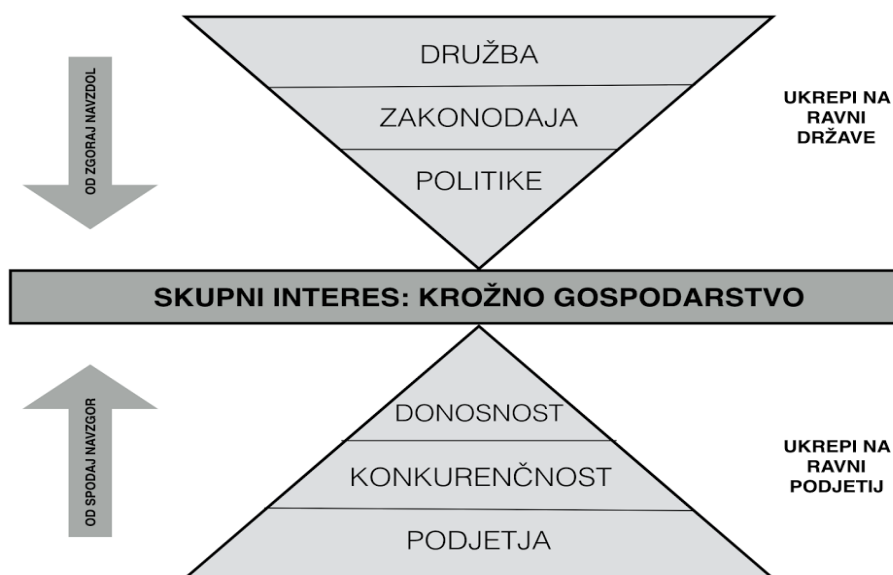 OD ZGORAJ NAVZDOL
DRUŽBA
ZAKONODAJA
POLITIKE
UKREPI NA
RAVNI
DRŽAVE
SKUPNI INTERES: KROŽNO GOSPODARSTVO
OD SPODAJ NAVZGOR
DONOSNOST
KONKURENČNOST
PODJETJA
UKREPI NA
RAVNI
PODJETIJ